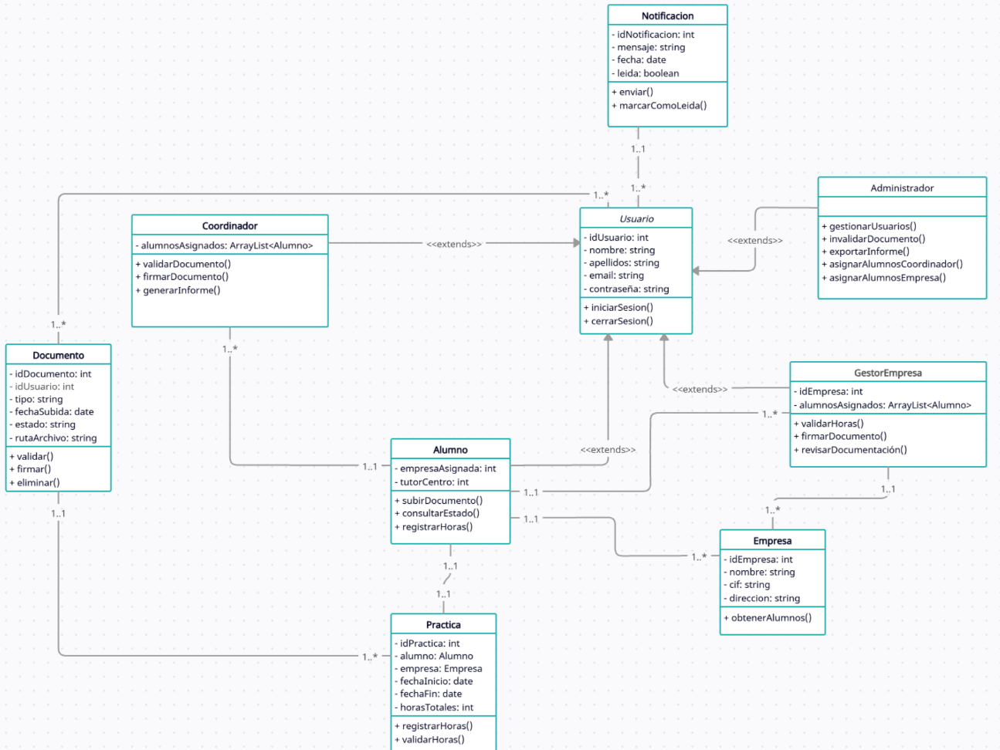 Notificacion
- idNotificacion: int
- mensaje: string
- fecha: date
- leida: boolean
+ enviar()
+ marcarComoLeida()
1..1
1..*
1..*
Administrador
+ gestionarUsuarios()
+ invalidarDocumento()
+ exportarInforme()
+ asignarAlumnosCoordinador()
+ asignarAlumnosEmpresa()
<<extends>>
Coordinador
- alumnosAsignados: ArrayList<Alumno>
+ validarDocumento()
+ firmarDocumento()
+ generarInforme()
<<extends>>
Usuario
- idUsuario: int
- nombre: string
- apellidos: string
- email: string
- contraseña: string
+ iniciarSesion()
+ cerrarSesion()
1..*
1..*
Documento
- idDocumento: int
- idUsuario: int
- tipo: string
- fechaSubida: date
- estado: string
- rutaArchivo: string
+ validar()
+ firmar()
+ eliminar()
1..1
GestorEmpresa
- idEmpresa: int
- alumnosAsignados: ArrayList<Alumno>
+ validarHoras()
+ firmarDocumento()
+ revisarDocumentación()
<<extends>>
1..*
<<extends>>
1..1
Alumno
- empresaAsignada: int
- tutorCentro: int
+ subirDocumento()
+ consultarEstado()
+ registrarHoras()
1..1
1..1
1..1
1..*
Empresa
- idEmpresa: int
- nombre: string
- cif: string
- direccion: string
+ obtenerAlumnos()
1..*
1..1
1..1
Practica
- idPractica: int
- alumno: Alumno
- empresa: Empresa
- fechaInicio: date
- fechaFin: date
- horasTotales: int
+ registrarHoras()
+ validarHoras()
1..*